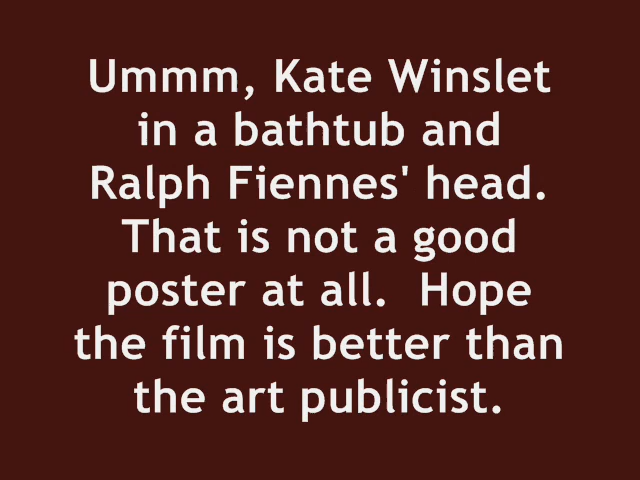 Ummm, Kate Winslet
in a bathtub and
Ralph Fiennes' head.
That is not a good
poster at all.  Hope
the film is better than
the art publicist.